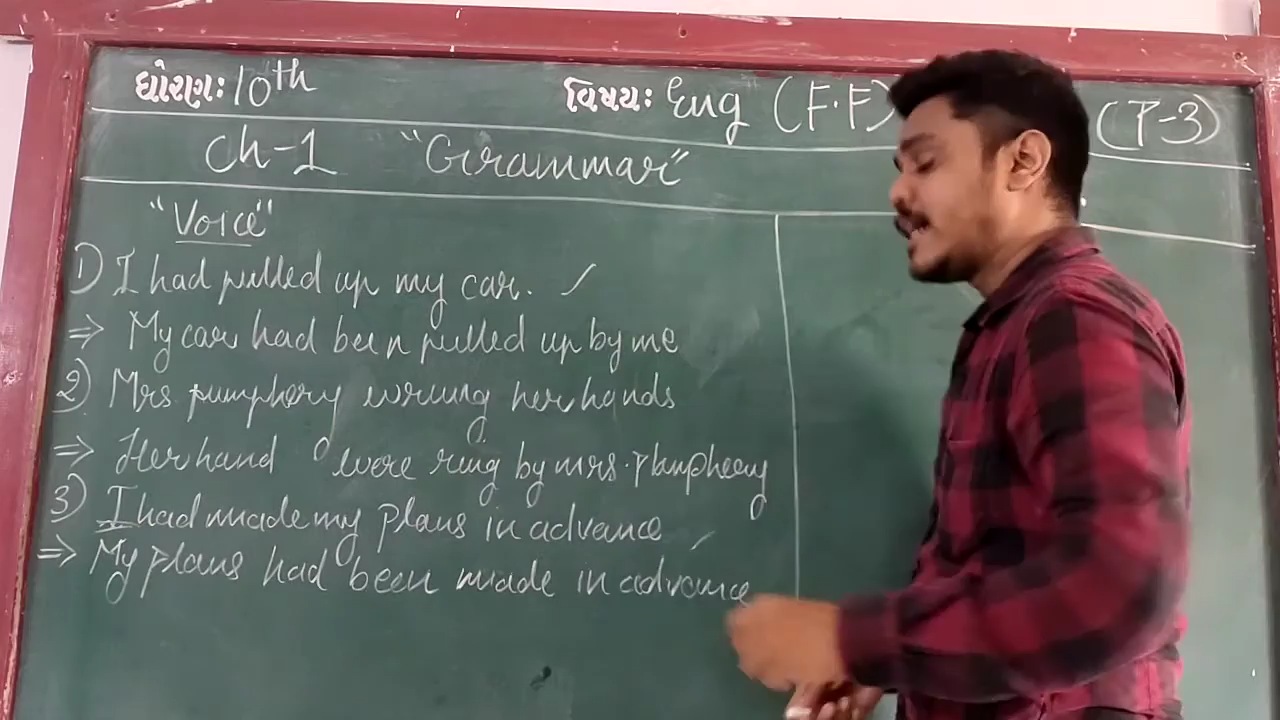 ધોરણ: 10th વિષય: Eng (F.F) (P-3)
Ch-1 "Grammar"
"Voice"
1) I had pulled up my car. ✓
⇒ My car had been pulled up by me
2) Mrs pumphery wrung her hands
⇒ Her hand were rung by mrs.
3) I had made my plans in advance ✓
⇒ My plans had been made in advance